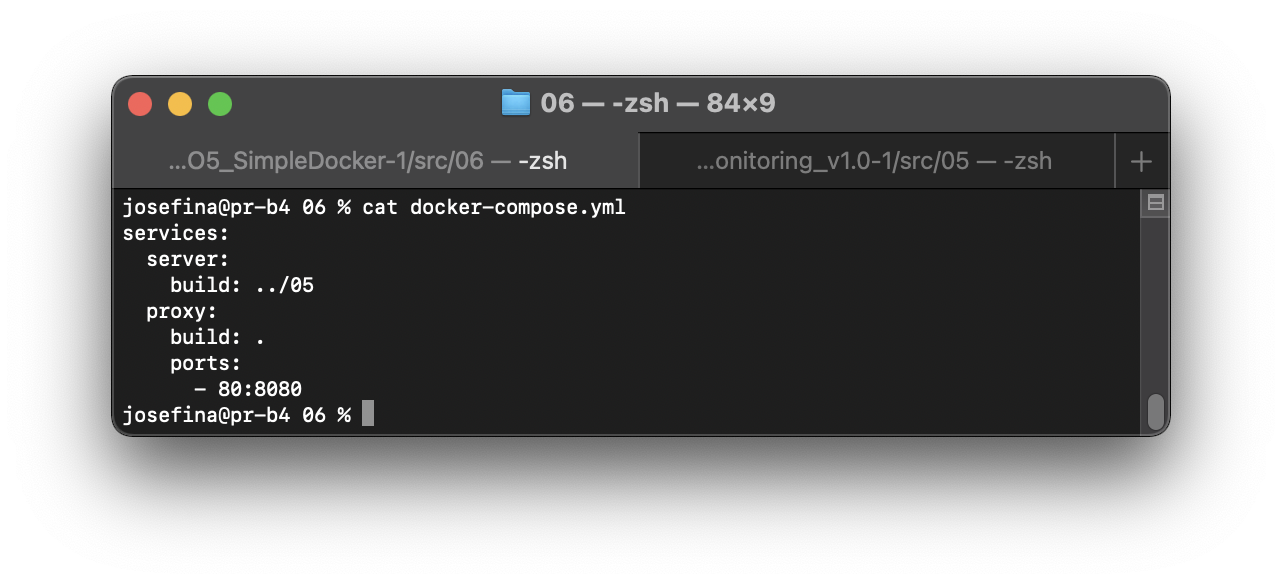 06 — -zsh — 84×9
...O5_SimpleDocker-1/src/06 — -zsh
...onitoring_v1.0-1/src/05 — -zsh
josefina@pr-b4 06 % cat docker-compose.yml
services:
  server:
    build: ../05
  proxy:
    build: .
    ports:
      - 80:8080
josefina@pr-b4 06 %